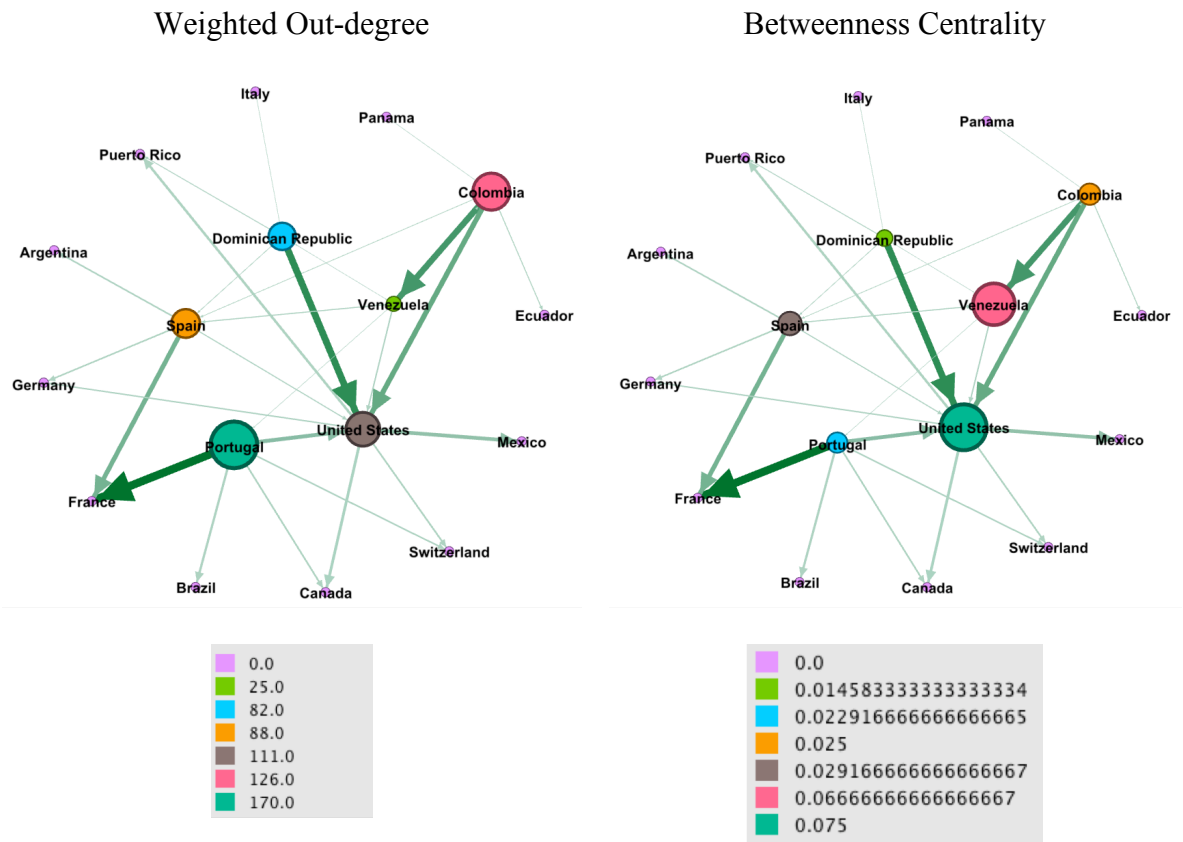 Weighted Out-degree
Italy
Panama
Puerto Rico
Colombia
Dominican Republic
Argentina
Venezuela
Ecuador
Spain
Germany
United States
Mexico
Portugal
France
Switzerland
Brazil
Canada
0.0
25.0
82.0
88.0
111.0
126.0
170.0
Betweenness Centrality
Italy
Panama
Puerto Rico
Colombia
Dominican Republic
Argentina
Venezuela
Ecuador
Spain
Germany
United States
Mexico
Portugal
France
Switzerland
Brazil
Canada
0.0
0.014583333333333334
0.022916666666666665
0.025
0.029166666666666667
0.06666666666666667
0.075